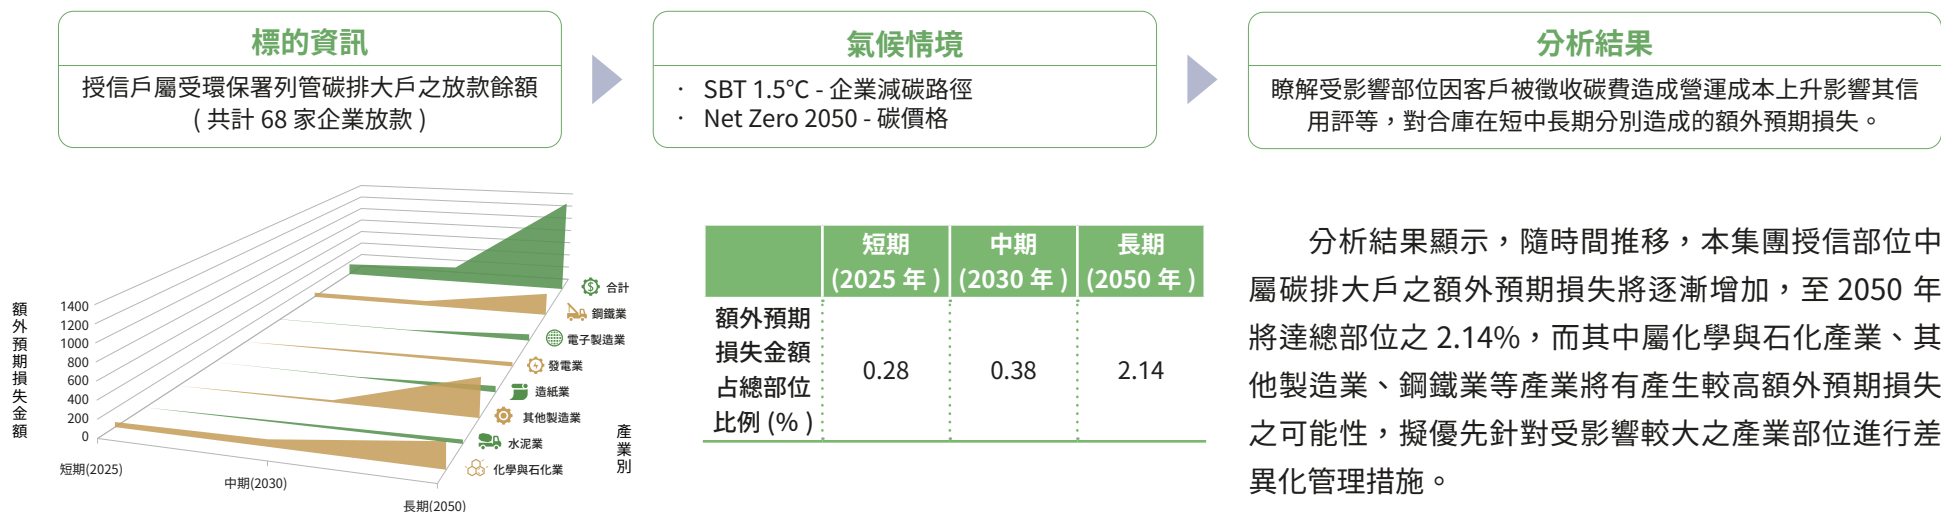 標的資訊
授信戶屬受環保署列管碳排大戶之放款餘額
( 共計 68 家企業放款 )
氣候情境
· SBT 1.5°C - 企業減碳路徑
· Net Zero 2050 - 碳價格
分析結果
瞭解受影響部位因客戶被徵收碳費造成營運成本上升影響其信
用評等，對合庫在短中長期分別造成的額外預期損失。
額外預期損失金額
1400
1200
1000
800
600
400
200
0
短期(2025)
中期(2030)
長期(2050)
合計
鋼鐵業
電子製造業
發電業
造紙業
其他製造業
水泥業
化學與石化業
產業別
短期
(2025 年 )
中期
(2030 年 )
長期
(2050 年 )
額外預期
損失金額
占總部位
比例 (% )
0.28
0.38
2.14
分析結果顯示，隨時間推移，本集團授信部位中
屬碳排大戶之額外預期損失將逐漸增加，至 2050 年
將達總部位之 2.14%，而其中屬化學與石化產業、其
他製造業、鋼鐵業等產業將有產生較高額外預期損失
之可能性，擬優先針對受影響較大之產業部位進行差
異化管理措施。